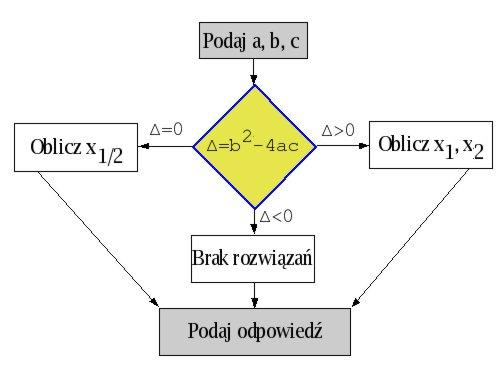 Podaj a, b, c
Δ=0
Δ=b²-4ac
Δ>0
Oblicz x₁/₂
Oblicz x₁, x₂
Δ<0
Brak rozwiązań
Podaj odpowiedź